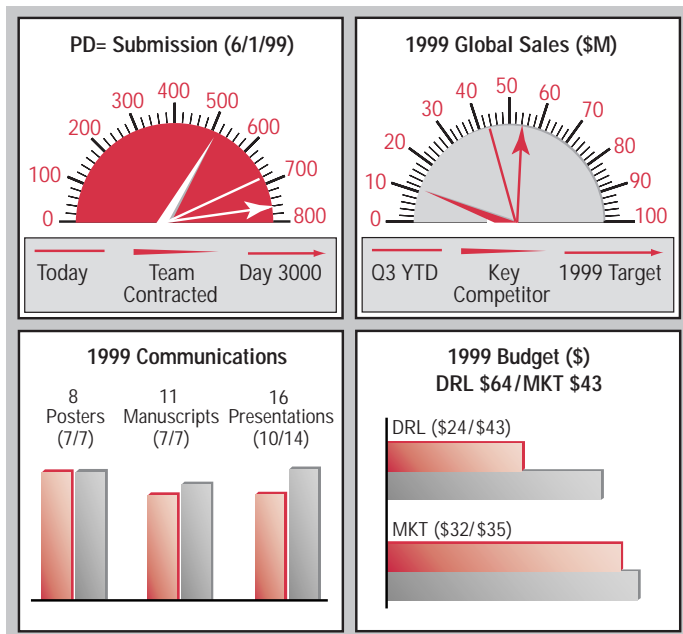 PD= Submission (6/1/99)
0
100
200
300
400
500
600
700
800
Today
Team
Contracted
Day 3000
1999 Global Sales ($M)
0
10
20
30
40
50
60
70
80
90
100
Q3 YTD
Key
Competitor
1999 Target
1999 Communications
8
Posters
(7/7)
11
Manuscripts
(7/7)
16
Presentations
(10/14)
1999 Budget ($)
DRL $64/MKT $43
DRL ($24/$43)
MKT ($32/$35)